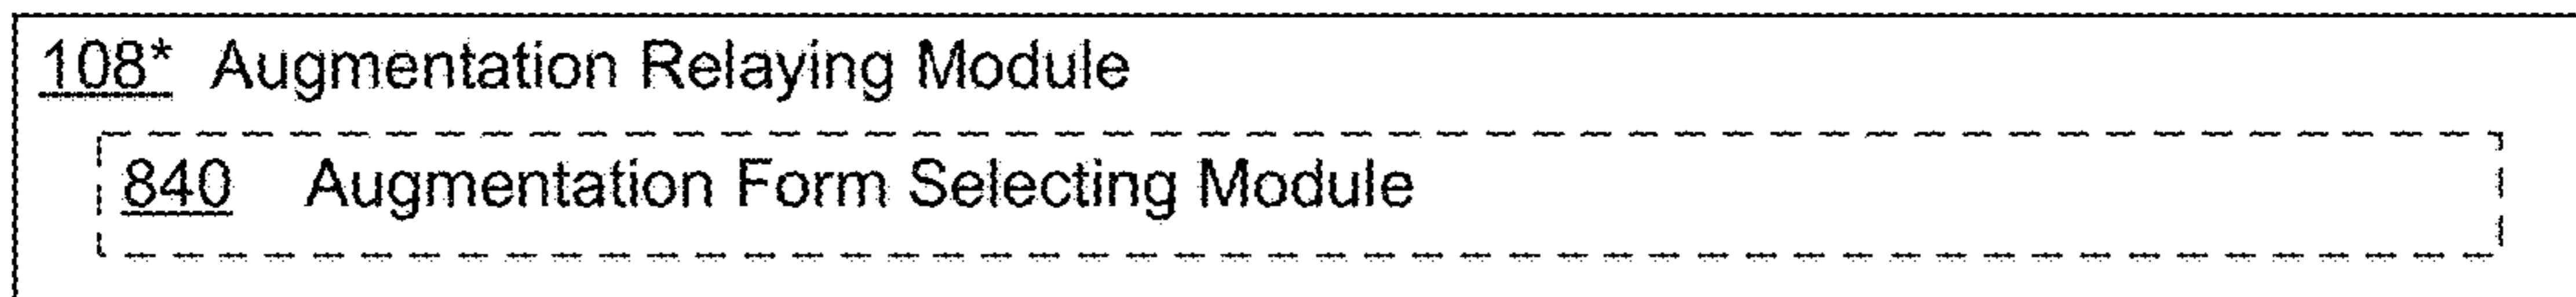 108* Augmentation Relaying Module
840 Augmentation Form Selecting Module